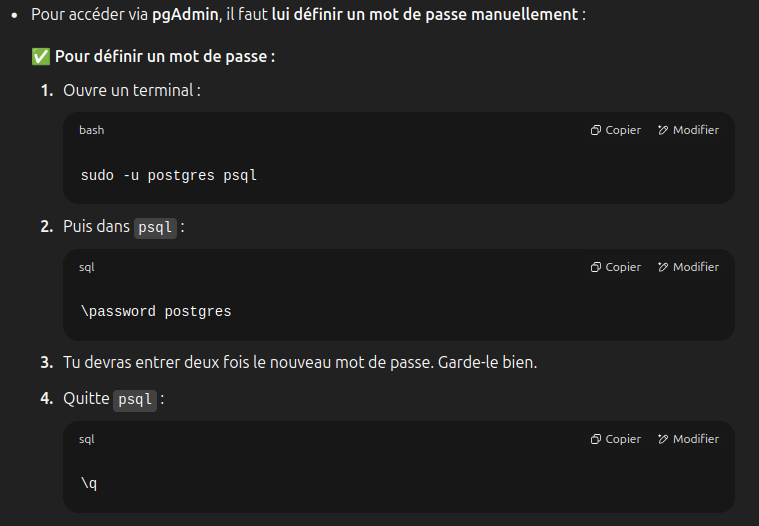 Pour accéder via pgAdmin, il faut lui définir un mot de passe manuellement :
✅ Pour définir un mot de passe :
1. Ouvre un terminal :
bash Copier Modifier
sudo -u postgres psql
2. Puis dans psql :
sql Copier Modifier
\password postgres
3. Tu devras entrer deux fois le nouveau mot de passe. Garde-le bien.
4. Quitte psql :
sql Copier Modifier
\q